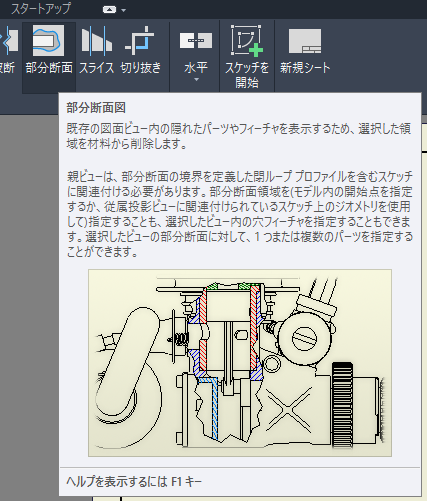 スタートアップ
断
部分断面
スライス
切り抜き
水平
スケッチを
開始
新規シート
部分断面図
既存の図面ビュー内の隠れたパーツやフィーチャを表示するため、選択した領
域を材料から削除します。
親ビューは、部分断面の境界を定義した閉ループ プロファイルを含むスケッチ
に関連付ける必要があります。部分断面領域を(モデル内の開始点を指定
するか、従属投影ビューに関連付けられているスケッチ上のジオメトリを使用
して)指定することも、選択したビュー内の穴フィーチャを指定することもできま
す。選択したビューの部分断面に対して、1 つまたは複数のパーツを指定する
ことができます。
ヘルプを表示するには F1 キー